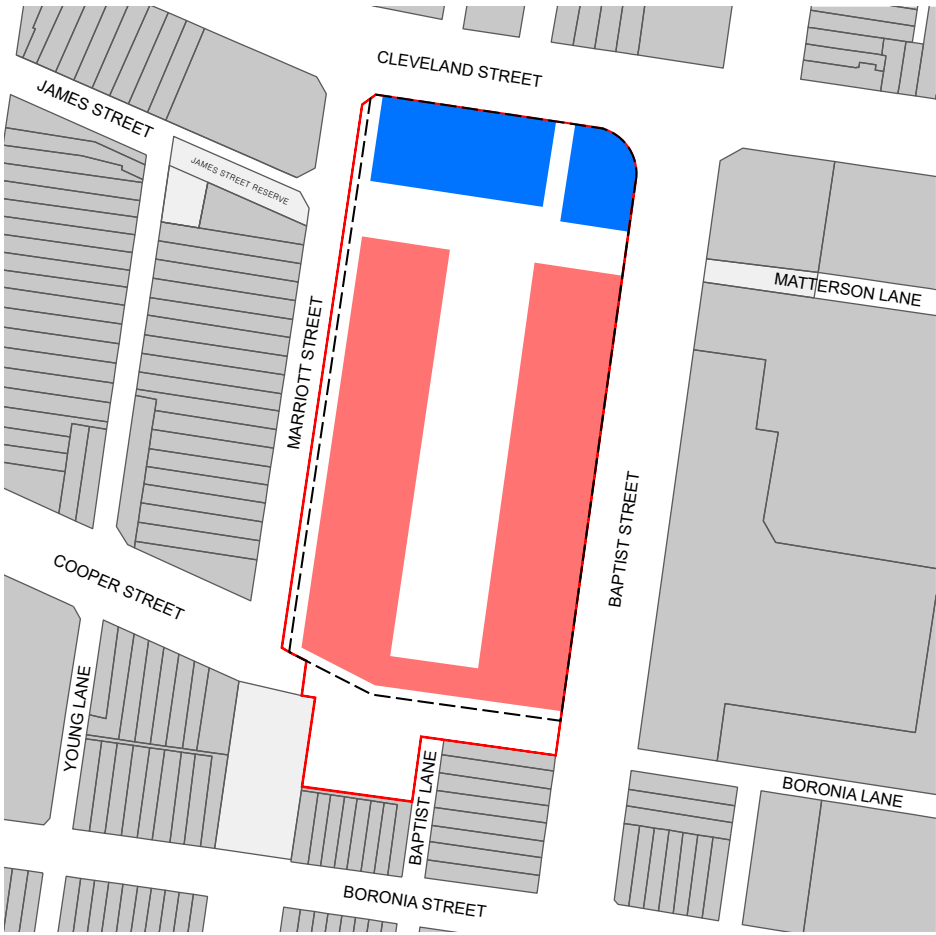 CLEVELAND STREET
JAMES STREET
JAMES STREET RESERVE
MATTERSON LANE
MARRIOTT STREET
BAPTIST STREET
COOPER STREET
YOUNG LANE
BAPTIST LANE
BORONIA LANE
BORONIA STREET